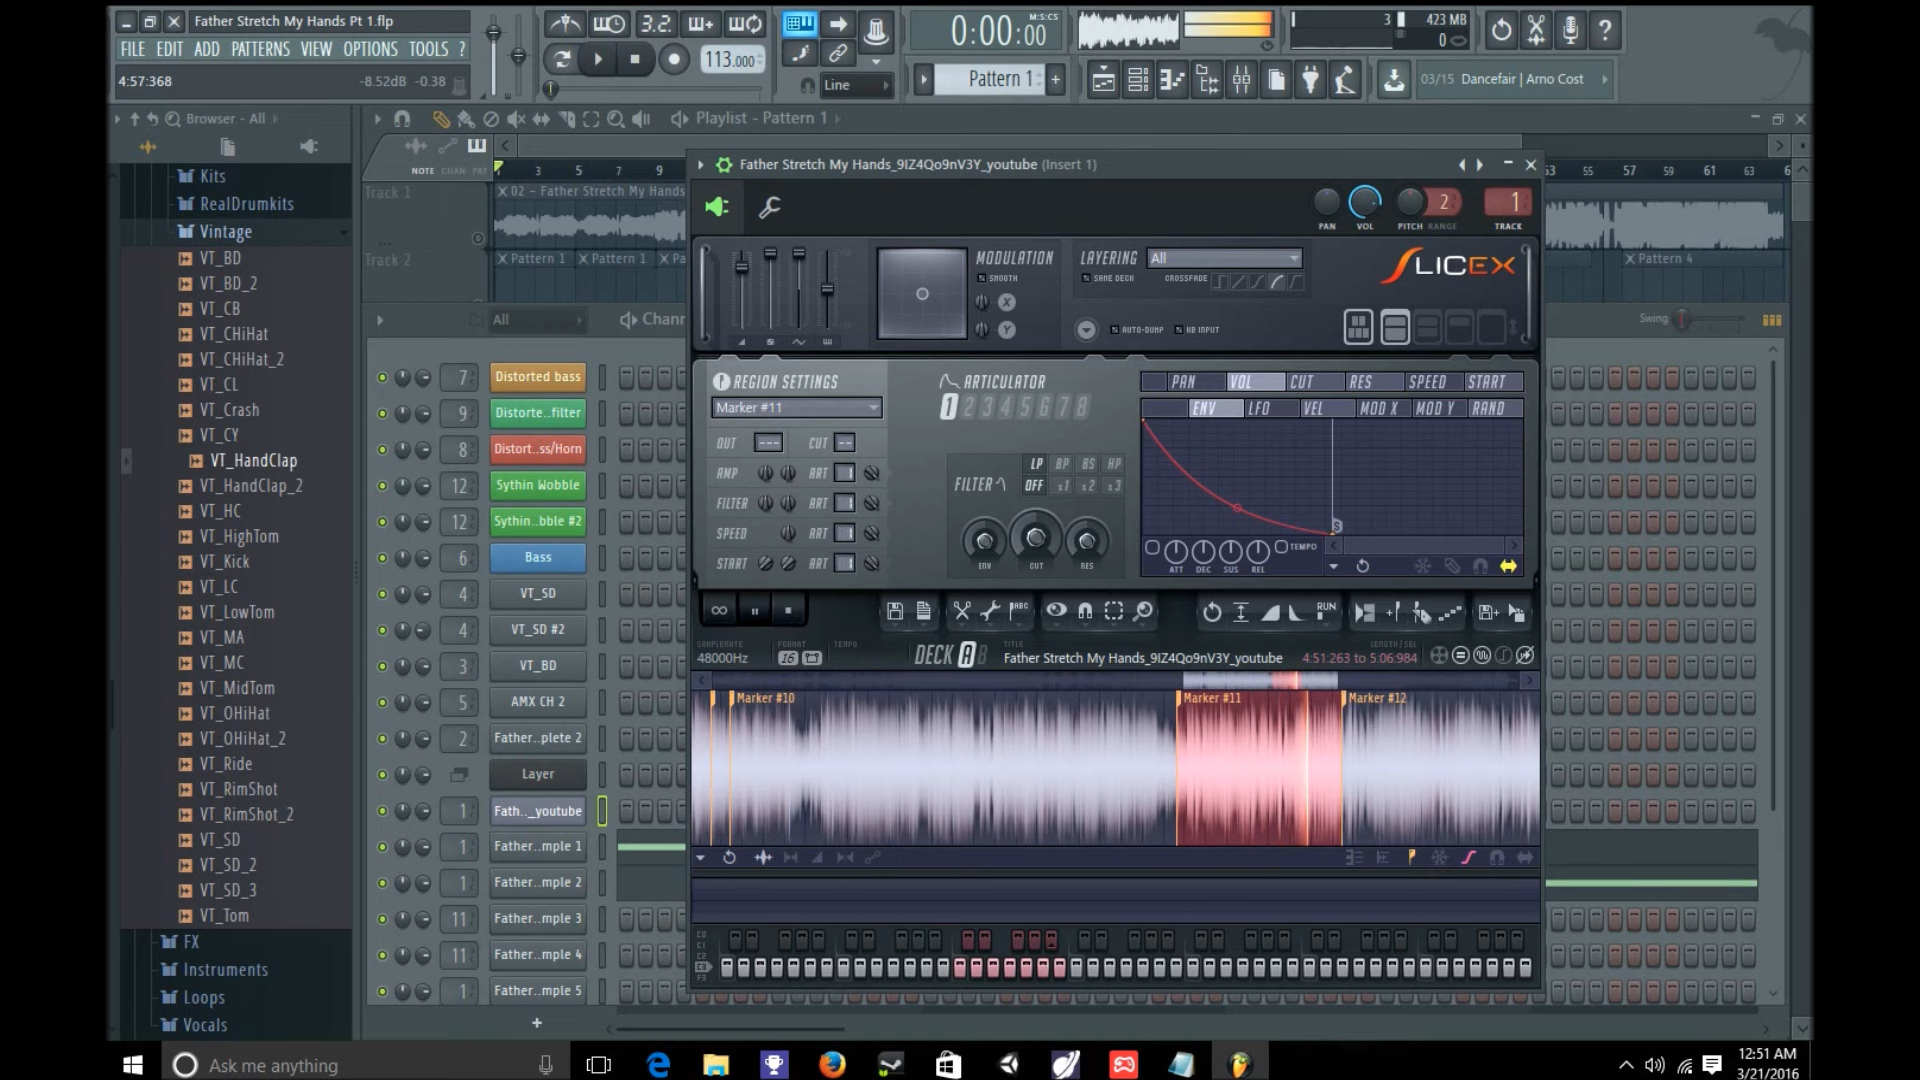 Father Stretch My Hands Pt 1.flp
FILE EDIT ADD PATTERNS VIEW OPTIONS TOOLS ?
4:57:368 -8.52dB -0.38
3.2
113.000
Line
0:00:00
M:S:CS
Pattern 1
3
423 MB
0
03/15 Dancefair | Arno Cost
Browser - All
Playlist - Pattern 1
NOTE CHAN PAT
3 5 7 9
53 55 57 59 61 63
Track 1
02 - Father Stretch My Hands
Track 2
Pattern 1 Pattern 1
Pattern 4
All
Chann
Swing
Kits
RealDrumkits
Vintage
VT_BD
VT_BD_2
VT_CB
VT_CHiHat
VT_CHiHat_2
VT_CL
VT_Crash
VT_CY
VT_HandClap
VT_HandClap_2
VT_HC
VT_HighTom
VT_Kick
VT_LC
VT_LowTom
VT_MA
VT_MC
VT_MidTom
VT_OHiHat
VT_OHiHat_2
VT_Ride
VT_RimShot
VT_RimShot_2
VT_SD
VT_SD_2
VT_SD_3
VT_Tom
FX
Instruments
Loops
Vocals
7 Distorted bass
9 Distorte..filter
8 Distort..ss/Horn
12 Sythin Wobble
12 Sythin..bble #2
6 Bass
4 VT_SD
4 VT_SD #2
3 VT_BD
5 AMX CH 2
2 Father..plete 2
Layer
1 Fath.._youtube
1 Father..mple 1
1 Father..mple 2
11 Father..mple 3
11 Father..mple 4
1 Father..mple 5
+
Father Stretch My Hands_9IZ4Qo9nV3Y_youtube (Insert 1)
2
1
PAN VOL PITCH RANGE TRACK
MODULATION
SMOOTH
X
Y
LAYERING All
SAME DECK CROSSFADE
AUTO-DUMP KB INPUT
SLICEX
REGION SETTINGS
Marker #11
OUT --- CUT --
AMP ART 1
FILTER ART 1
SPEED ART 1
START ART 1
ARTICULATOR
1 2 3 4 5 6 7 8
FILTER
LP BP BS HP
OFF x1 x2 x3
ENV CUT RES
PAN VOL CUT RES SPEED START
ENV LFO VEL MOD X MOD Y RAND
S
TEMPO
ATT DEC SUS REL
ABC
RUN
SAMPLERATE
48000Hz
FORMAT
16
TEMPO
DECK A B
TITLE
Father Stretch My Hands_9IZ4Qo9nV3Y_youtube
LENGTH/SEL
4:51:263 to 5:06:984
Marker #10
Marker #11
Marker #12
C0
C1
C2
C3
F3
Ask me anything
12:51 AM
3/21/2016